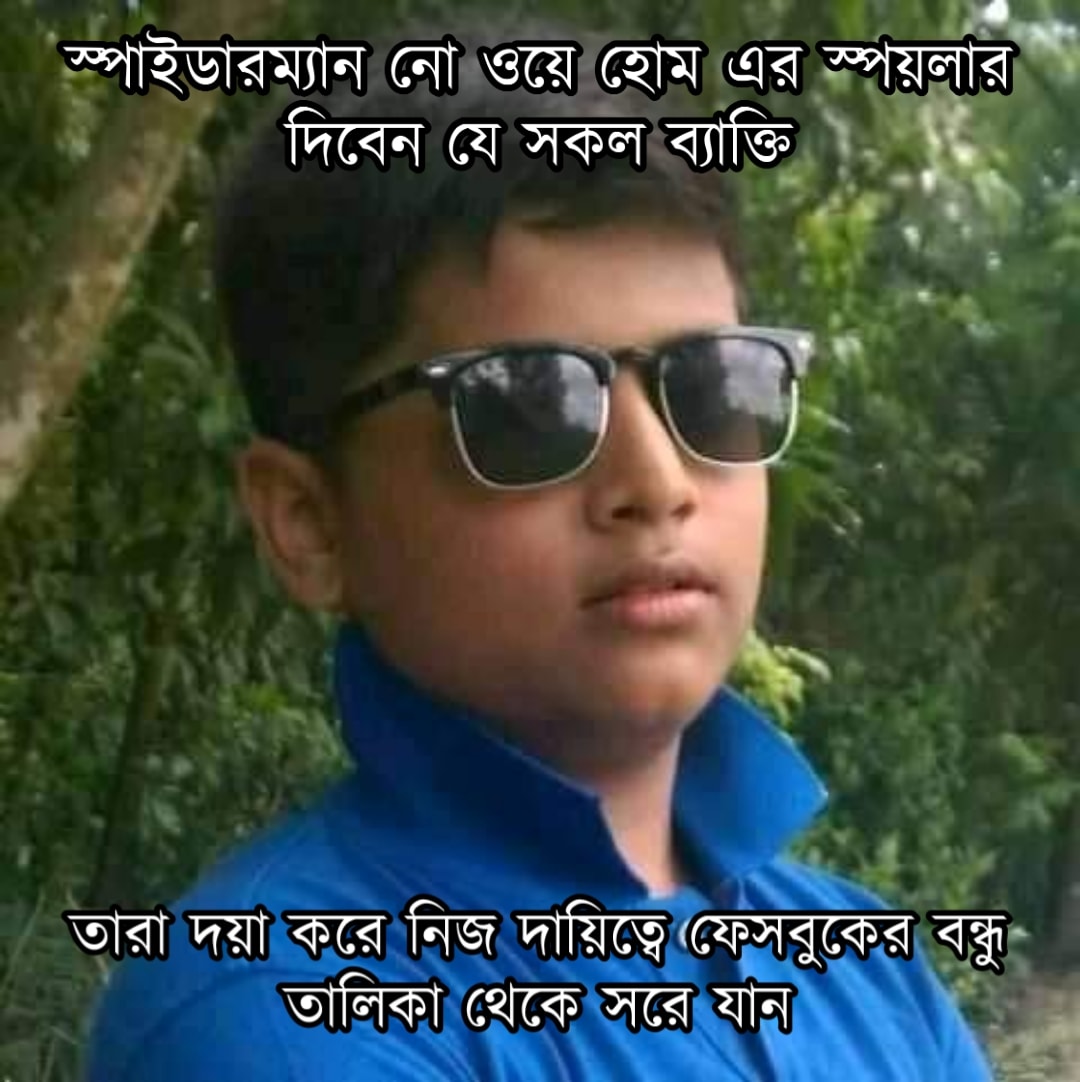 স্পাইডারম্যান নো ওয়ে হোম এর স্পয়লার
দিবেন যে সকল ব্যাক্তি
তারা দয়া করে নিজ দায়িত্বে ফেসবুকের বন্ধু
তালিকা থেকে সরে যান